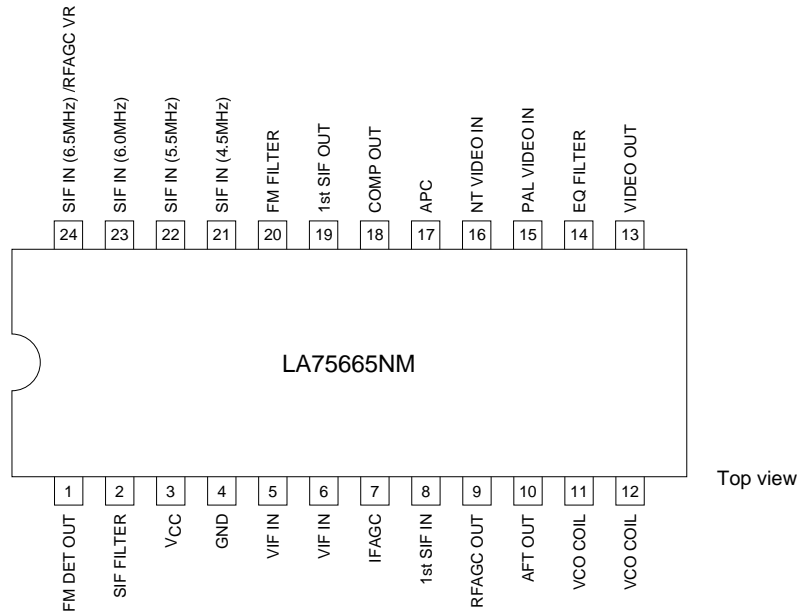 SIF IN (6.5MHz) /RFAGC VR
SIF IN (6.0MHz)
SIF IN (5.5MHz)
SIF IN (4.5MHz)
FM FILTER
1st SIF OUT
COMP OUT
APC
NT VIDEO IN
PAL VIDEO IN
EQ FILTER
VIDEO OUT
24 23 22 21 20 19 18 17 16 15 14 13
LA75665NM
Top view
1 2 3 4 5 6 7 8 9 10 11 12
FM DET OUT
SIF FILTER
VCC
GND
VIF IN
VIF IN
IFAGC
1st SIF IN
RFAGC OUT
AFT OUT
VCO COIL
VCO COIL